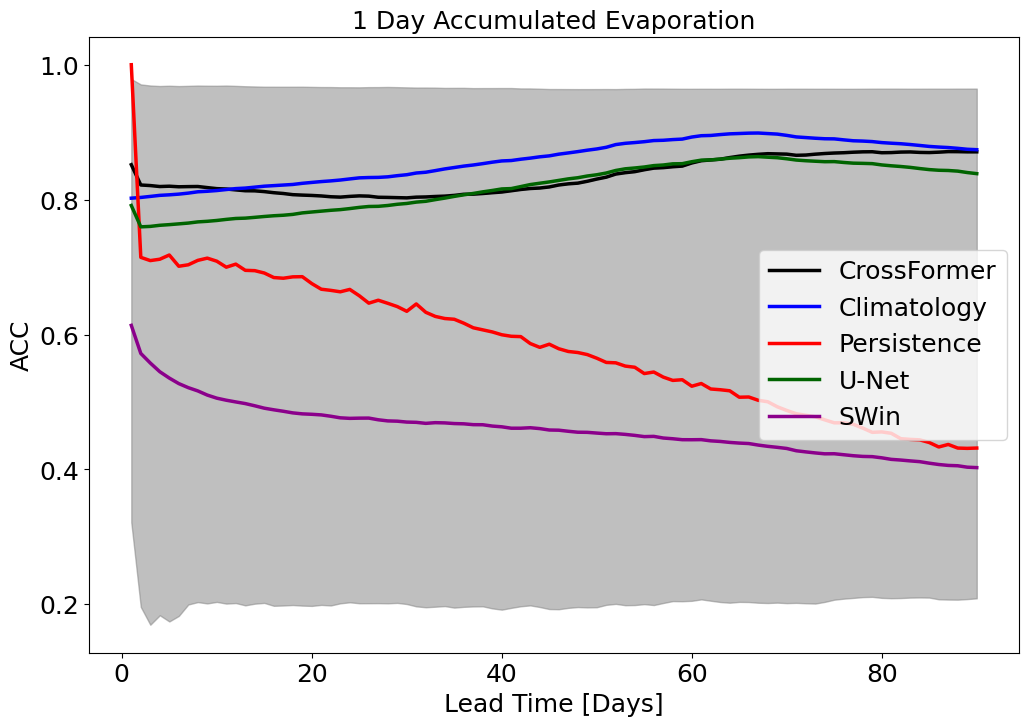 1 Day Accumulated Evaporation
ACC
1.0
0.8
0.6
0.4
0.2
CrossFormer
Climatology
Persistence
U-Net
SWin
0
20
40
60
80
Lead Time [Days]